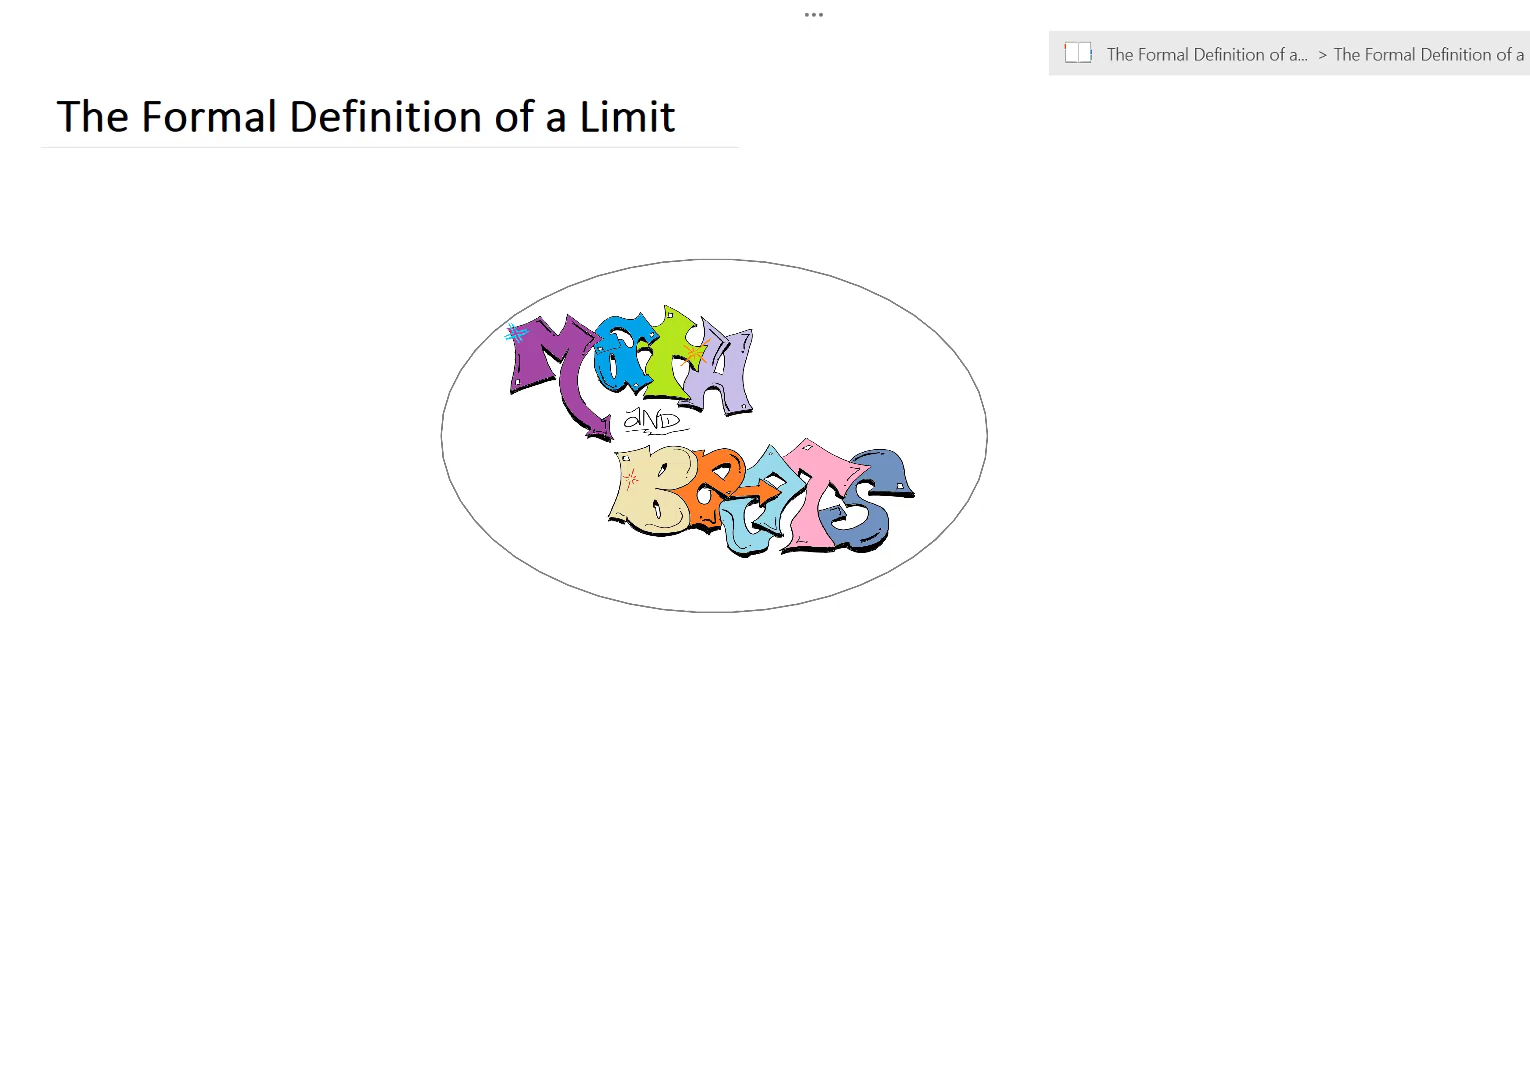 ...
The Formal Definition of a... > The Formal Definition of a
The Formal Definition of a Limit
MatH
aND
BeATS